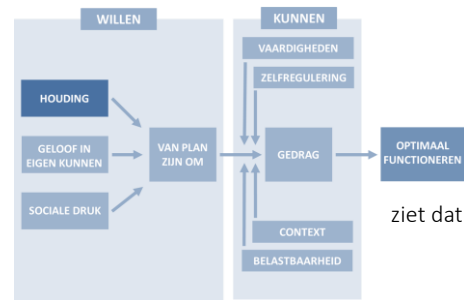 WILLEN
KUNNEN
VAARDIGHEDEN
ZELFREGULERING
HOUDING
GELOOF IN
EIGEN KUNNEN
SOCIALE DRUK
VAN PLAN
ZIJN OM
GEDRAG
OPTIMAAL
FUNCTIONEREN
CONTEXT
BELASTBAARHEID
ziet dat